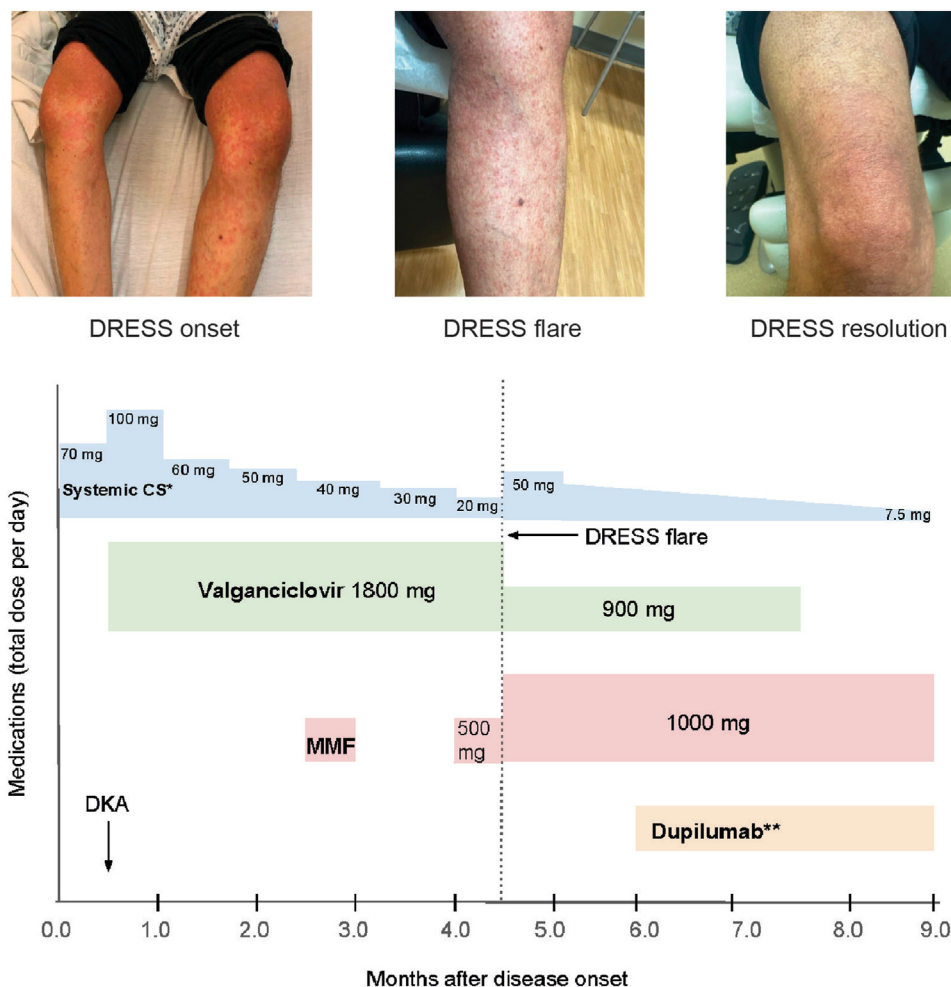 DRESS onset
DRESS flare
DRESS resolution
Medications (total dose per day)
100 mg
70 mg
60 mg
50 mg
40 mg
30 mg
20 mg
50 mg
7.5 mg
Systemic CS*
DRESS flare
Valganciclovir 1800 mg
900 mg
MMF
500
mg
1000 mg
DKA
Dupilumab**
0.0 1.0 2.0 3.0 4.0 5.0 6.0 7.0 8.0 9.0
Months after disease onset